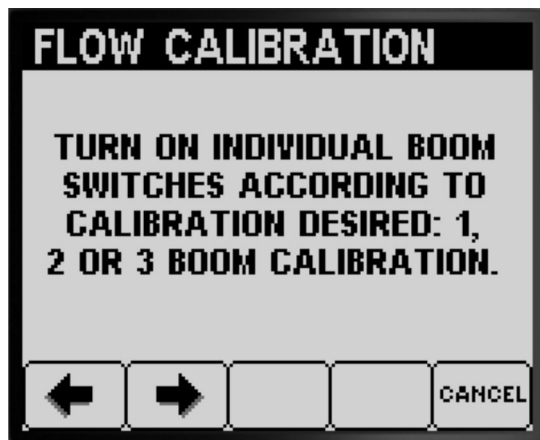 FLOW CALIBRATION
TURN ON INDIVIDUAL BOOM
SWITCHES ACCORDING TO
CALIBRATION DESIRED: 1,
2 OR 3 BOOM CALIBRATION.
CANCEL